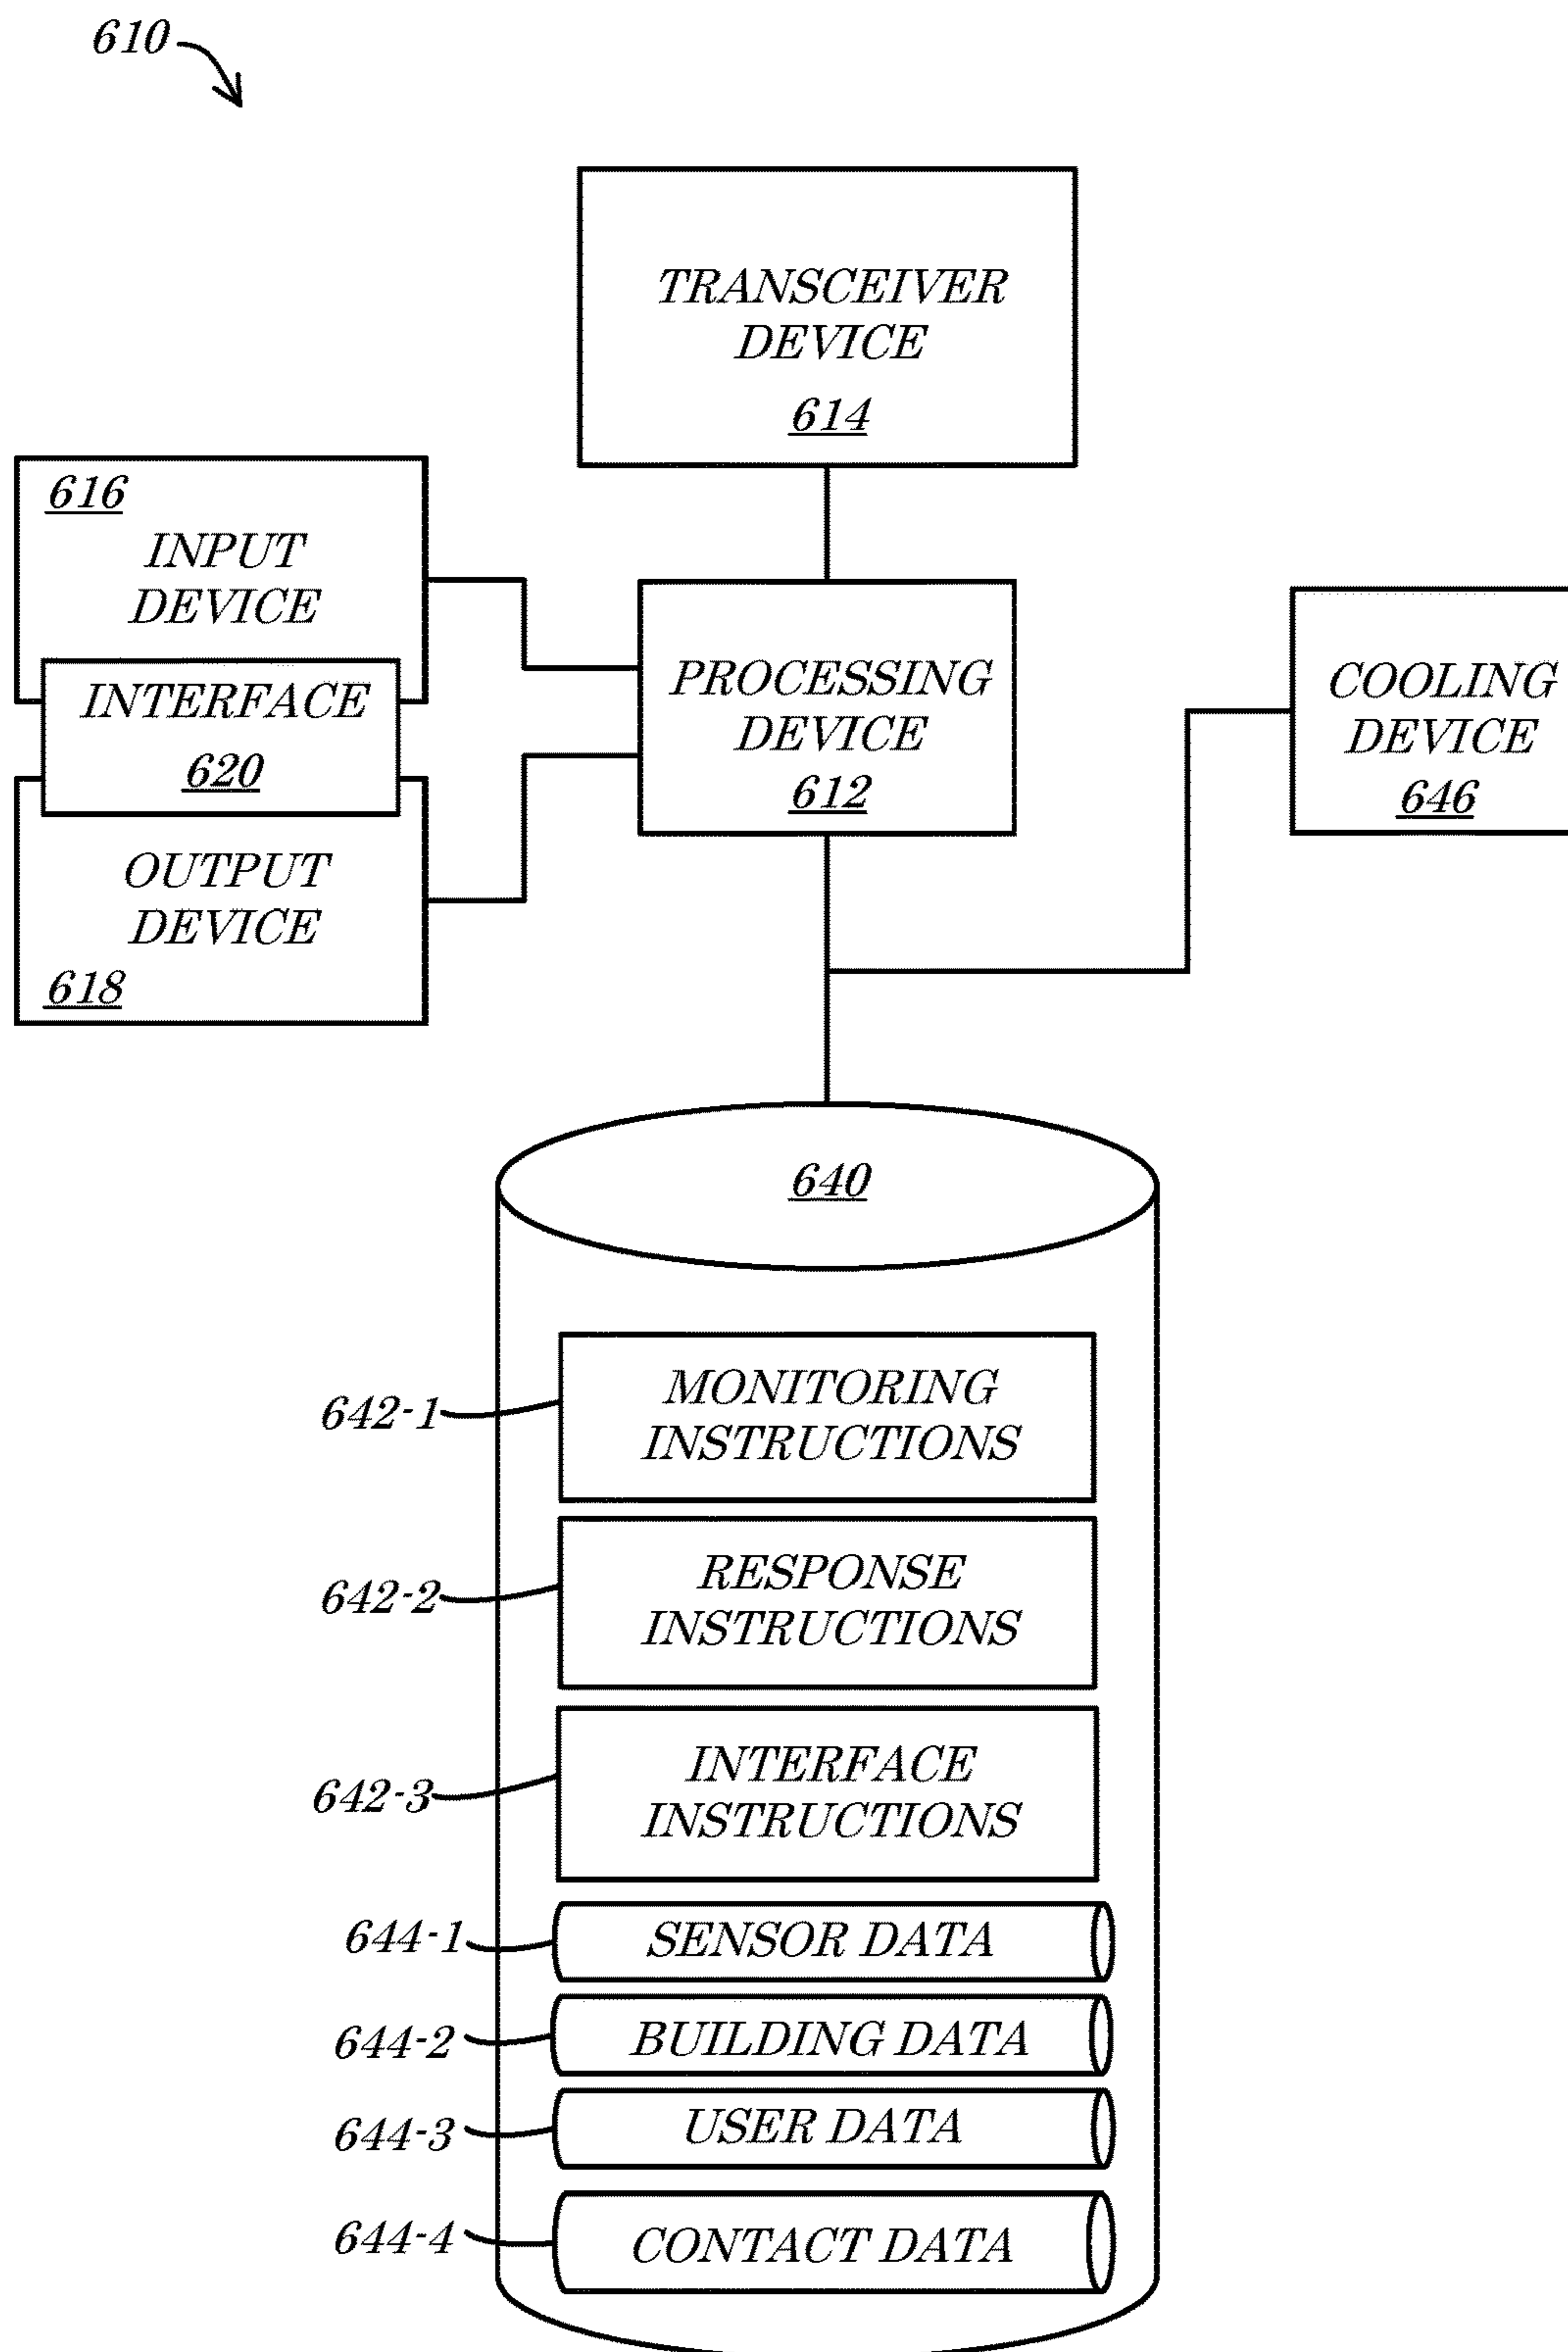 610
TRANSCEIVER
DEVICE
614
616
INPUT
DEVICE
INTERFACE
620
OUTPUT
DEVICE
618
PROCESSING
DEVICE
612
COOLING
DEVICE
646
640
642-1
MONITORING
INSTRUCTIONS
642-2
RESPONSE
INSTRUCTIONS
642-3
INTERFACE
INSTRUCTIONS
644-1
SENSOR DATA
644-2
BUILDING DATA
644-3
USER DATA
644-4
CONTACT DATA